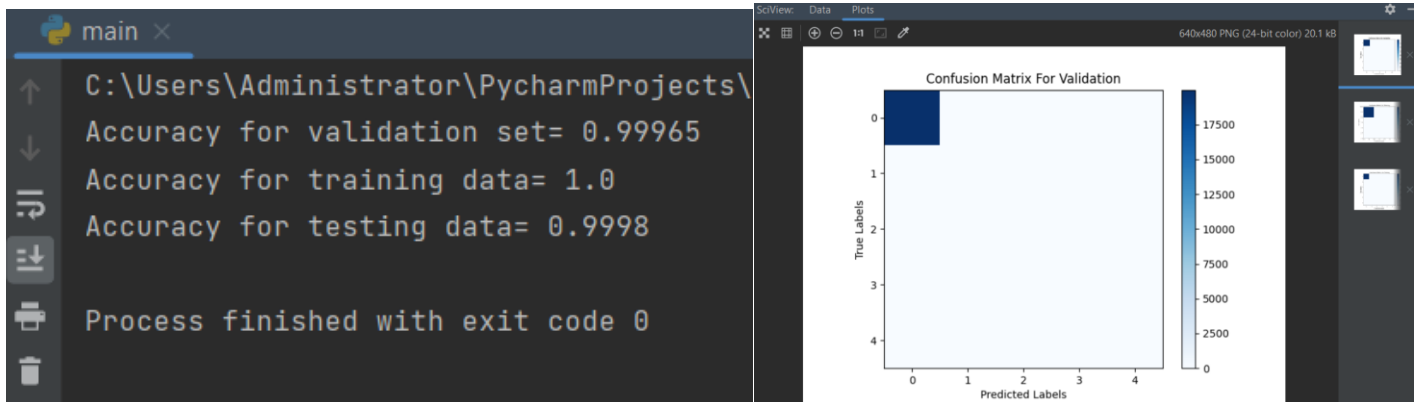 main
C:\Users\Administrator\PycharmProjects\
Accuracy for validation set= 0.99965
Accuracy for training data= 1.0
Accuracy for testing data= 0.9998
Process finished with exit code 0
SciView: Data Plots
1:1
640x480 PNG (24-bit color) 20.1 kB
Confusion Matrix For Validation
True Labels
0
1
2
3
4
0 1 2 3 4
Predicted Labels
17500
15000
12500
10000
7500
5000
2500
0